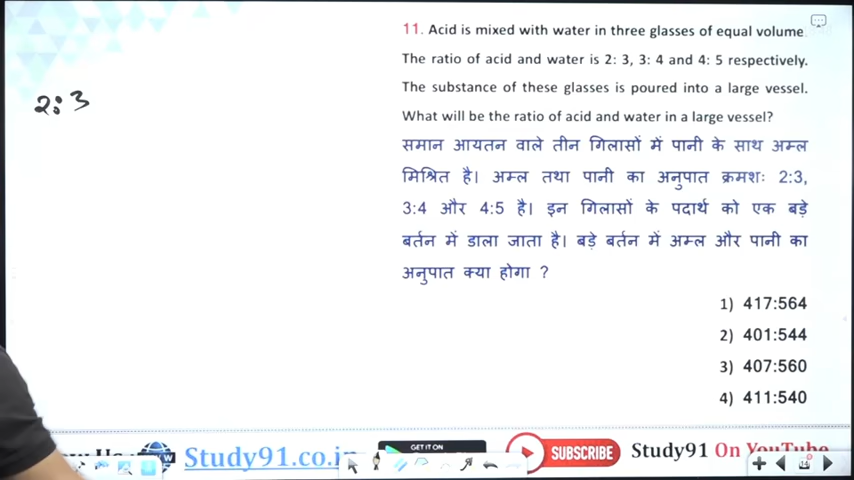 11. Acid is mixed with water in three glasses of equal volume.
The ratio of acid and water is 2: 3, 3: 4 and 4: 5 respectively.
The substance of these glasses is poured into a large vessel.
What will be the ratio of acid and water in a large vessel?
समान आयतन वाले तीन गिलासों में पानी के साथ अम्ल
मिश्रित है। अम्ल तथा पानी का अनुपात क्रमशः 2:3,
3:4 और 4:5 है। इन गिलासों के पदार्थ को एक बड़े
बर्तन में डाला जाता है। बड़े बर्तन में अम्ल और पानी का
अनुपात क्या होगा ?
1) 417:564
2) 401:544
3) 407:560
4) 411:540
2:3
Study91.co.i
GET IT ON
SUBSCRIBE
Study91 On YouTube